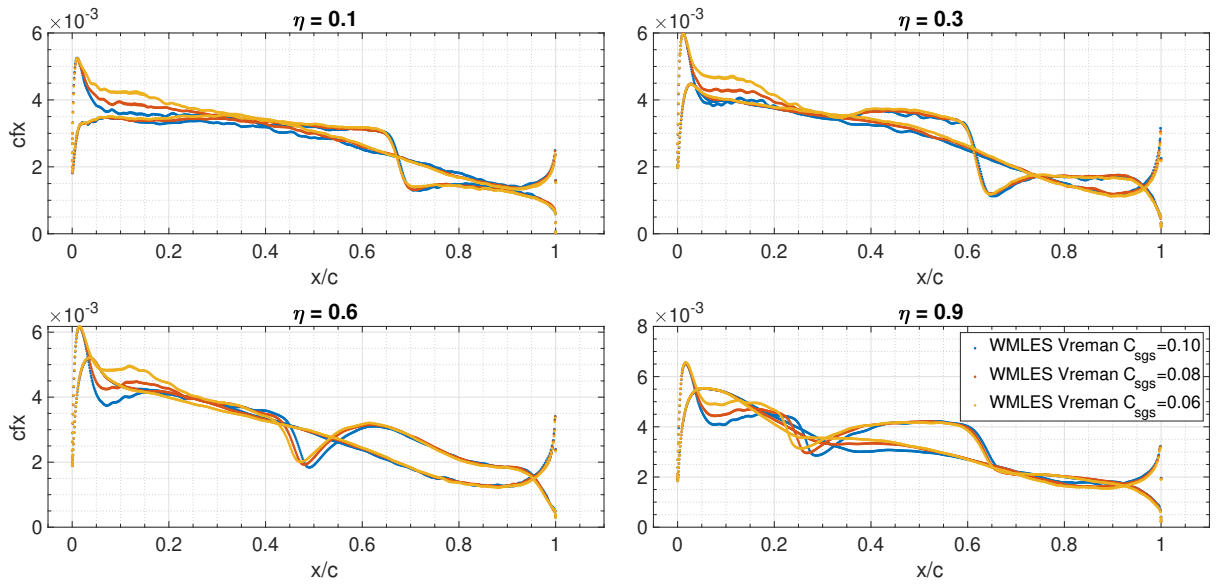 η = 0.1
×10⁻³
6
4
2
0
cfx
0 0.2 0.4 0.6 0.8 1
x/c
η = 0.3
×10⁻³
6
4
2
0
cfx
0 0.2 0.4 0.6 0.8 1
x/c
η = 0.6
×10⁻³
6
4
2
0
cfx
0 0.2 0.4 0.6 0.8 1
x/c
η = 0.9
×10⁻³
8
6
4
2
0
cfx
WMLES Vreman C_sgs=0.10
WMLES Vreman C_sgs=0.08
WMLES Vreman C_sgs=0.06
0 0.2 0.4 0.6 0.8 1
x/c